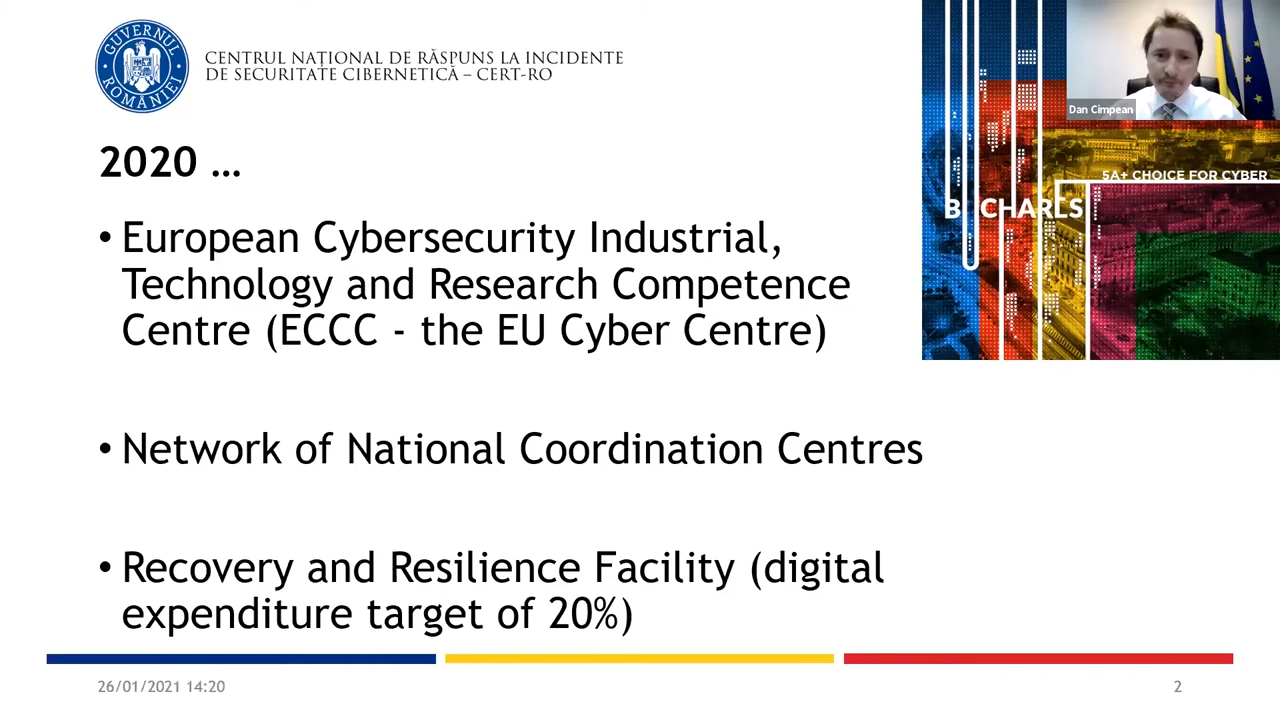 GUVERNUL
ROMÂNIEI
CENTRUL NAȚIONAL DE RĂSPUNS LA INCIDENTE
DE SECURITATE CIBERNETICĂ – CERT-RO
Dan Cimpean
5A+ CHOICE FOR CYBER
BUCHAREST
2020 …
• European Cybersecurity Industrial,
Technology and Research Competence
Centre (ECCC - the EU Cyber Centre)
• Network of National Coordination Centres
• Recovery and Resilience Facility (digital
expenditure target of 20%)
26/01/2021 14:20
2